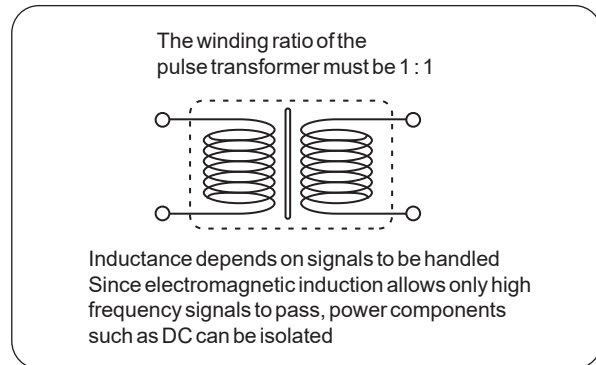 The winding ratio of the
pulse transformer must be 1 : 1
Inductance depends on signals to be handled
Since electromagnetic induction allows only high
frequency signals to pass, power components
such as DC can be isolated